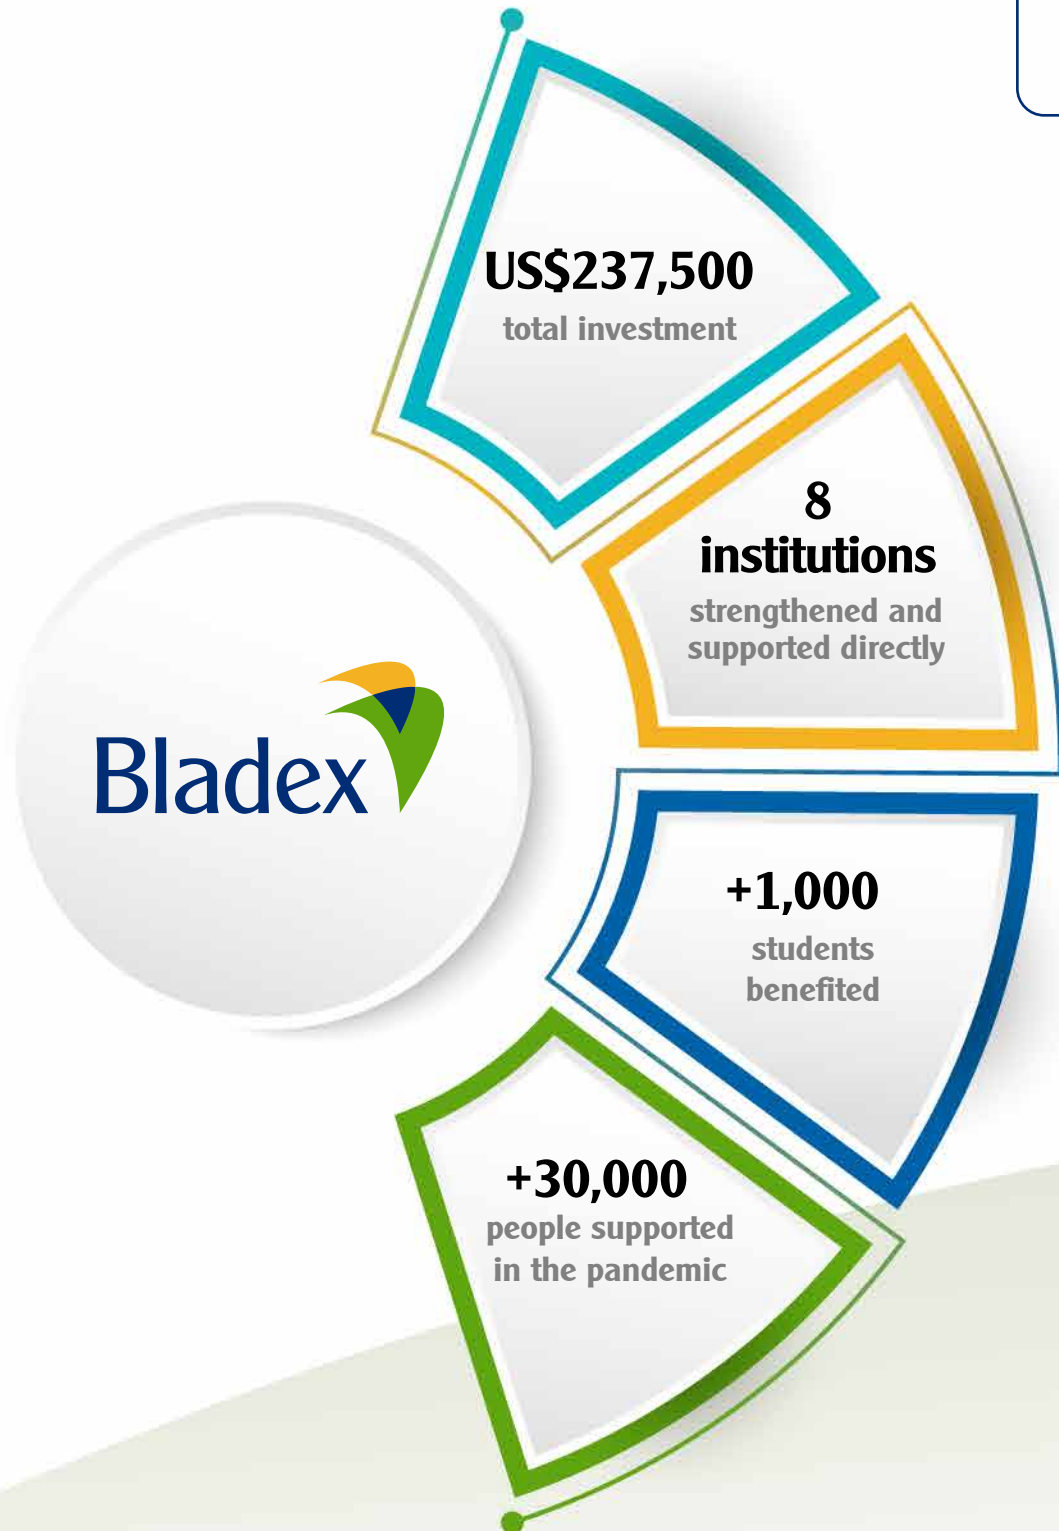 US$237,500
total investment
8
institutions
strengthened and
supported directly
Bladex
+1,000
students
benefited
+30,000
people supported
in the pandemic